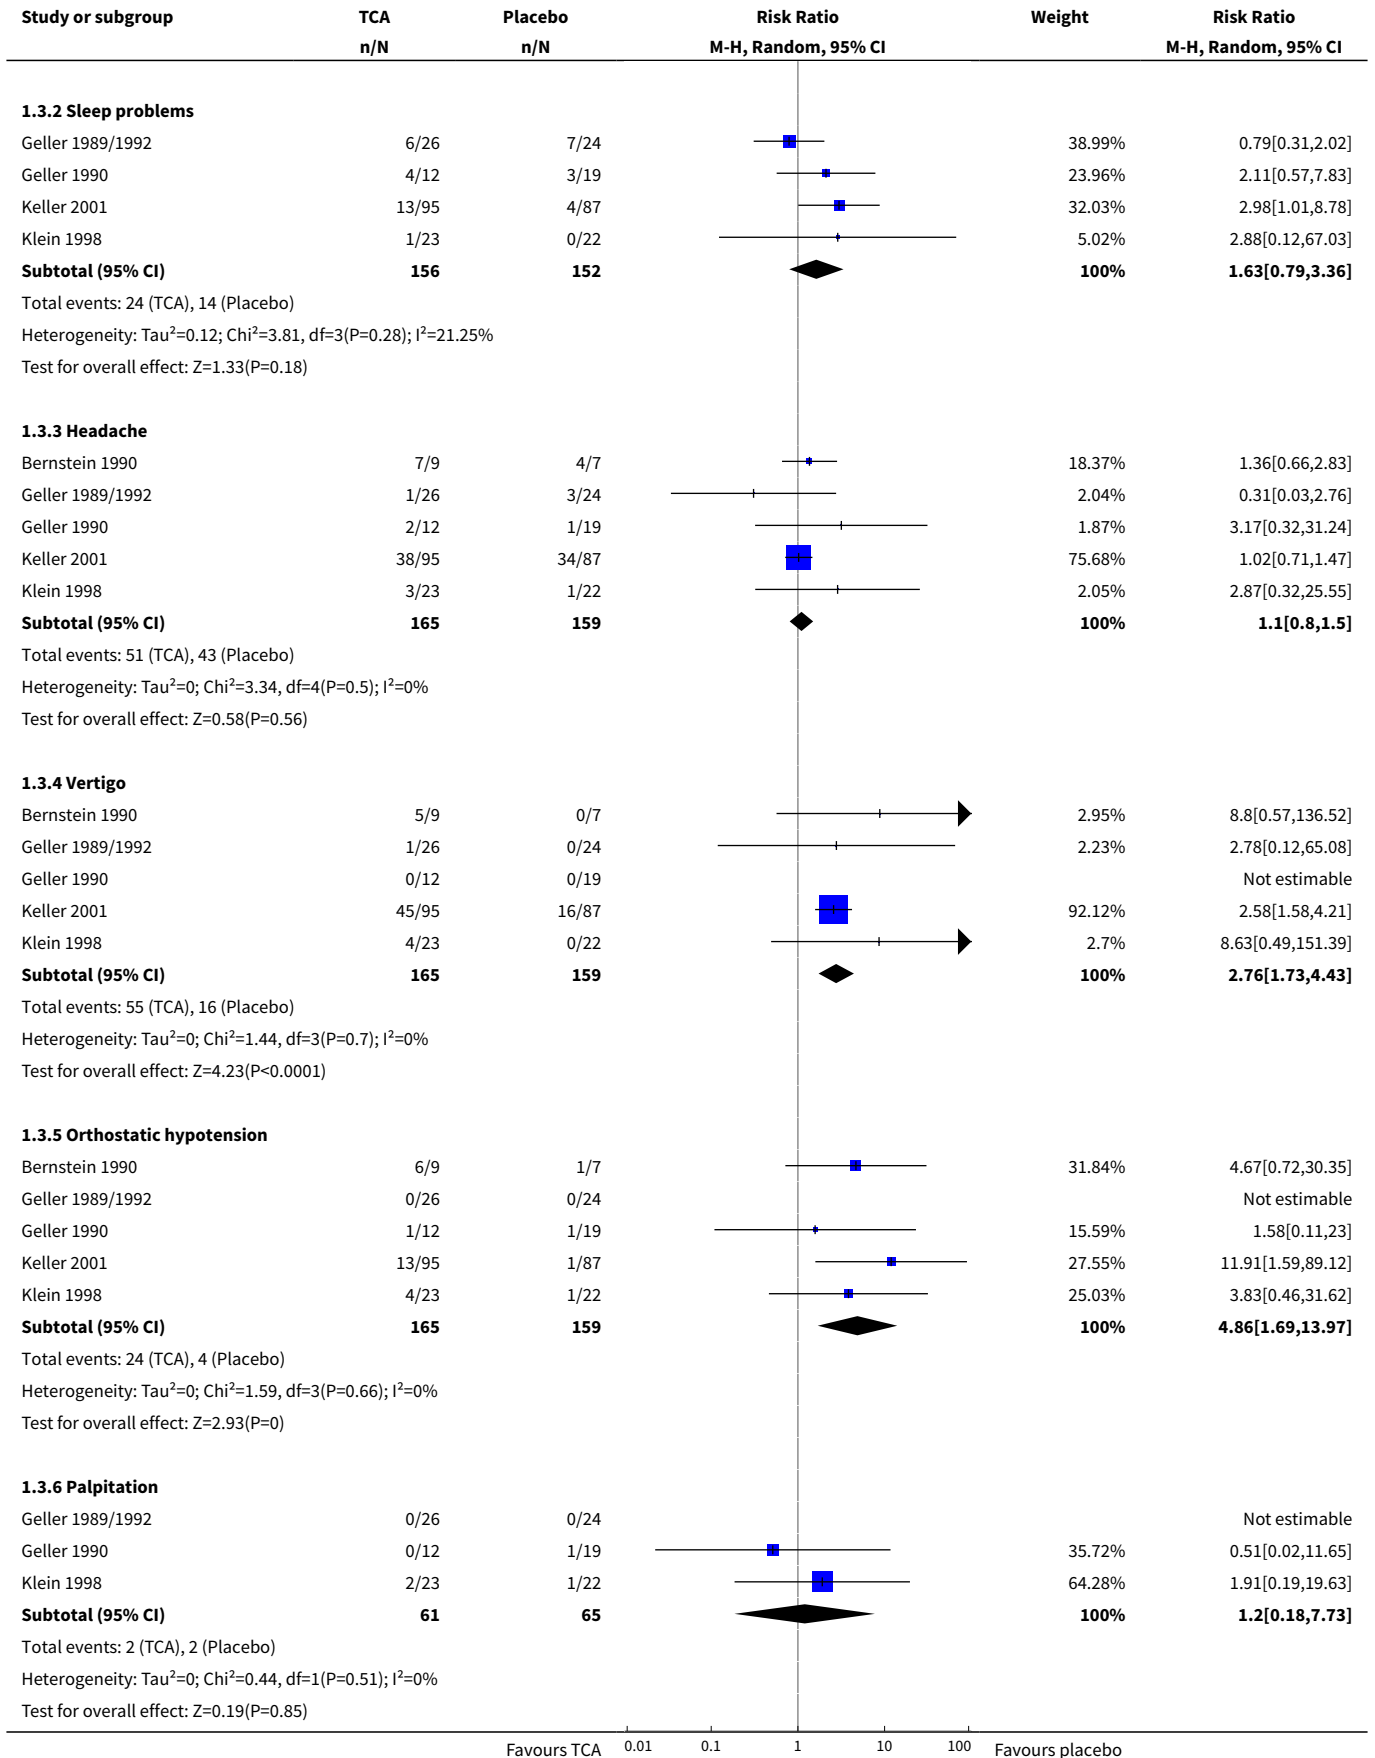 Study or subgroup TCA Placebo Risk Ratio Weight Risk Ratio
n/N n/N M-H, Random, 95% CI M-H, Random, 95% CI
1.3.2 Sleep problems
Geller 1989/1992 6/26 7/24 38.99% 0.79[0.31,2.02]
Geller 1990 4/12 3/19 23.96% 2.11[0.57,7.83]
Keller 2001 13/95 4/87 32.03% 2.98[1.01,8.78]
Klein 1998 1/23 0/22 5.02% 2.88[0.12,67.03]
Subtotal (95% CI) 156 152 100% 1.63[0.79,3.36]
Total events: 24 (TCA), 14 (Placebo)
Heterogeneity: Tau²=0.12; Chi²=3.81, df=3(P=0.28); I²=21.25%
Test for overall effect: Z=1.33(P=0.18)
1.3.3 Headache
Bernstein 1990 7/9 4/7 18.37% 1.36[0.66,2.83]
Geller 1989/1992 1/26 3/24 2.04% 0.31[0.03,2.76]
Geller 1990 2/12 1/19 1.87% 3.17[0.32,31.24]
Keller 2001 38/95 34/87 75.68% 1.02[0.71,1.47]
Klein 1998 3/23 1/22 2.05% 2.87[0.32,25.55]
Subtotal (95% CI) 165 159 100% 1.1[0.8,1.5]
Total events: 51 (TCA), 43 (Placebo)
Heterogeneity: Tau²=0; Chi²=3.34, df=4(P=0.5); I²=0%
Test for overall effect: Z=0.58(P=0.56)
1.3.4 Vertigo
Bernstein 1990 5/9 0/7 2.95% 8.8[0.57,136.52]
Geller 1989/1992 1/26 0/24 2.23% 2.78[0.12,65.08]
Geller 1990 0/12 0/19 Not estimable
Keller 2001 45/95 16/87 92.12% 2.58[1.58,4.21]
Klein 1998 4/23 0/22 2.7% 8.63[0.49,151.39]
Subtotal (95% CI) 165 159 100% 2.76[1.73,4.43]
Total events: 55 (TCA), 16 (Placebo)
Heterogeneity: Tau²=0; Chi²=1.44, df=3(P=0.7); I²=0%
Test for overall effect: Z=4.23(P<0.0001)
1.3.5 Orthostatic hypotension
Bernstein 1990 6/9 1/7 31.84% 4.67[0.72,30.35]
Geller 1989/1992 0/26 0/24 Not estimable
Geller 1990 1/12 1/19 15.59% 1.58[0.11,23]
Keller 2001 13/95 1/87 27.55% 11.91[1.59,89.12]
Klein 1998 4/23 1/22 25.03% 3.83[0.46,31.62]
Subtotal (95% CI) 165 159 100% 4.86[1.69,13.97]
Total events: 24 (TCA), 4 (Placebo)
Heterogeneity: Tau²=0; Chi²=1.59, df=3(P=0.66); I²=0%
Test for overall effect: Z=2.93(P=0)
1.3.6 Palpitation
Geller 1989/1992 0/26 0/24 Not estimable
Geller 1990 0/12 1/19 35.72% 0.51[0.02,11.65]
Klein 1998 2/23 1/22 64.28% 1.91[0.19,19.63]
Subtotal (95% CI) 61 65 100% 1.2[0.18,7.73]
Total events: 2 (TCA), 2 (Placebo)
Heterogeneity: Tau²=0; Chi²=0.44, df=1(P=0.51); I²=0%
Test for overall effect: Z=0.19(P=0.85)
Favours TCA 0.01 0.1 1 10 100 Favours placebo